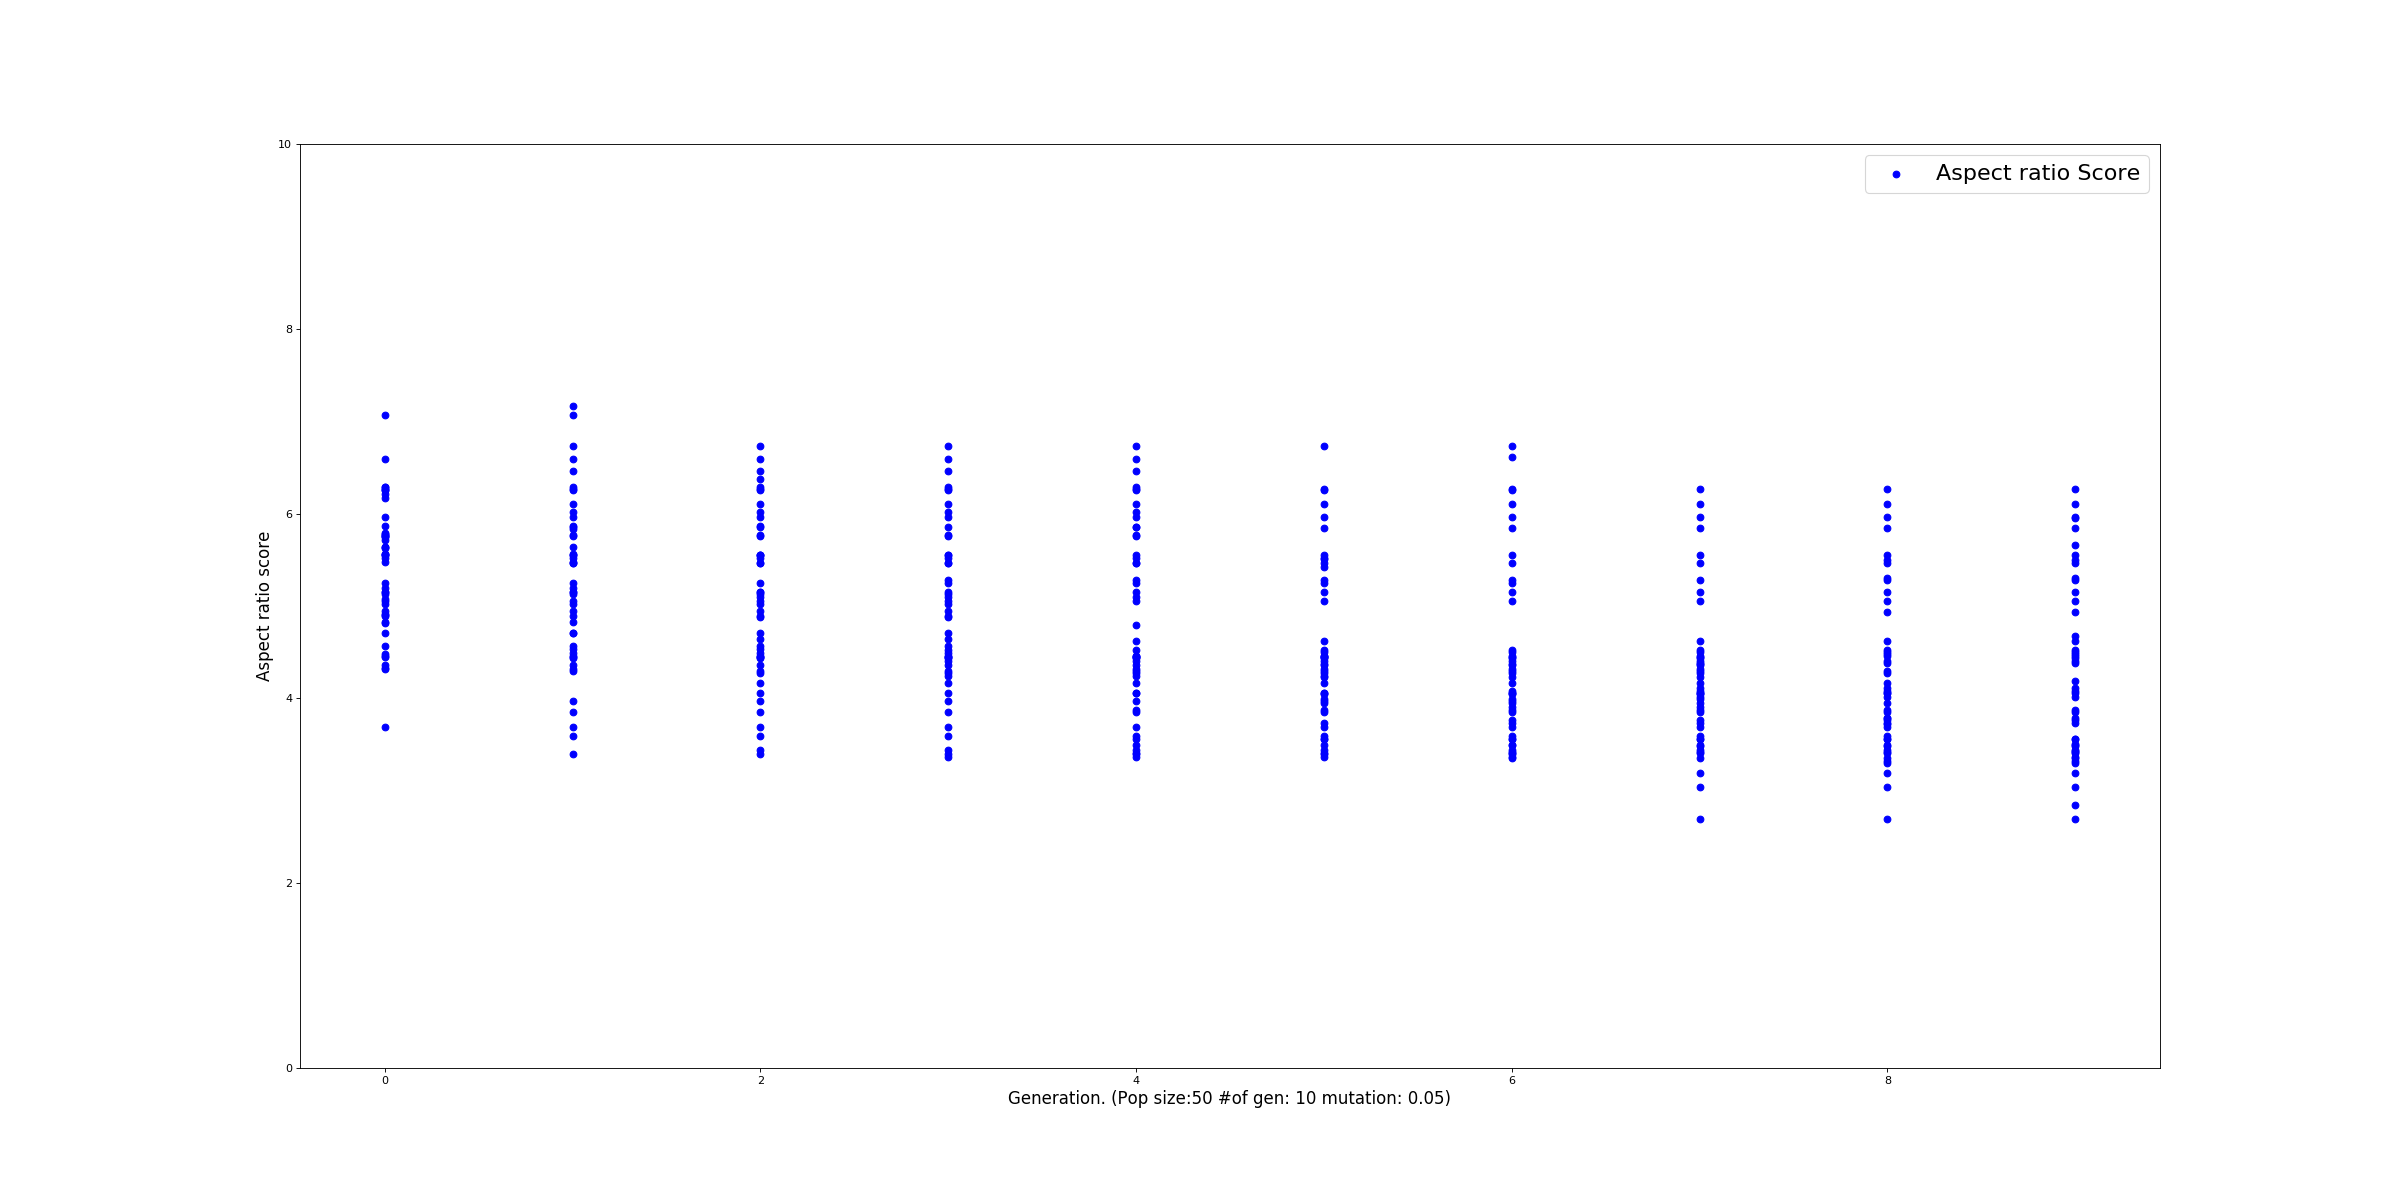 Aspect ratio Score
Aspect ratio score
10
8
6
4
2
0
0 2 4 6 8
Generation. (Pop size:50 #of gen: 10 mutation: 0.05)